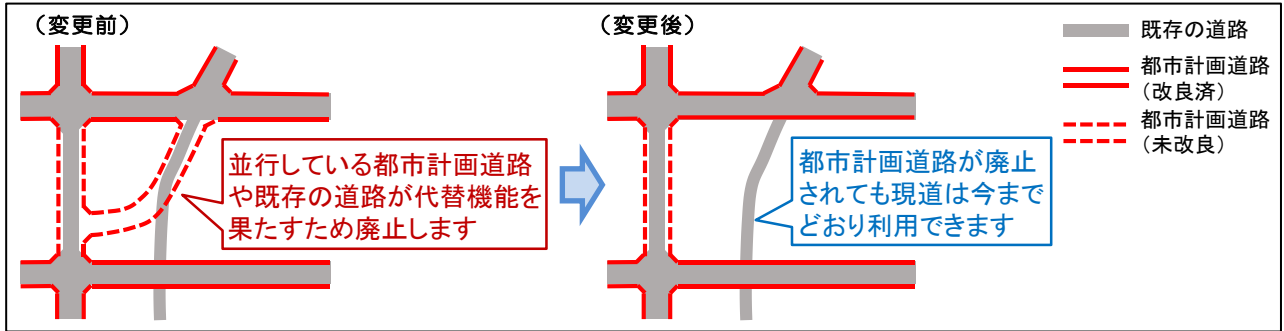 (変更前)
並行している都市計画道路
や既存の道路が代替機能を
果たすため廃止します
(変更後)
都市計画道路が廃止
されても現道は今まで
どおり利用できます
既存の道路
都市計画道路
(改良済)
都市計画道路
(未改良)